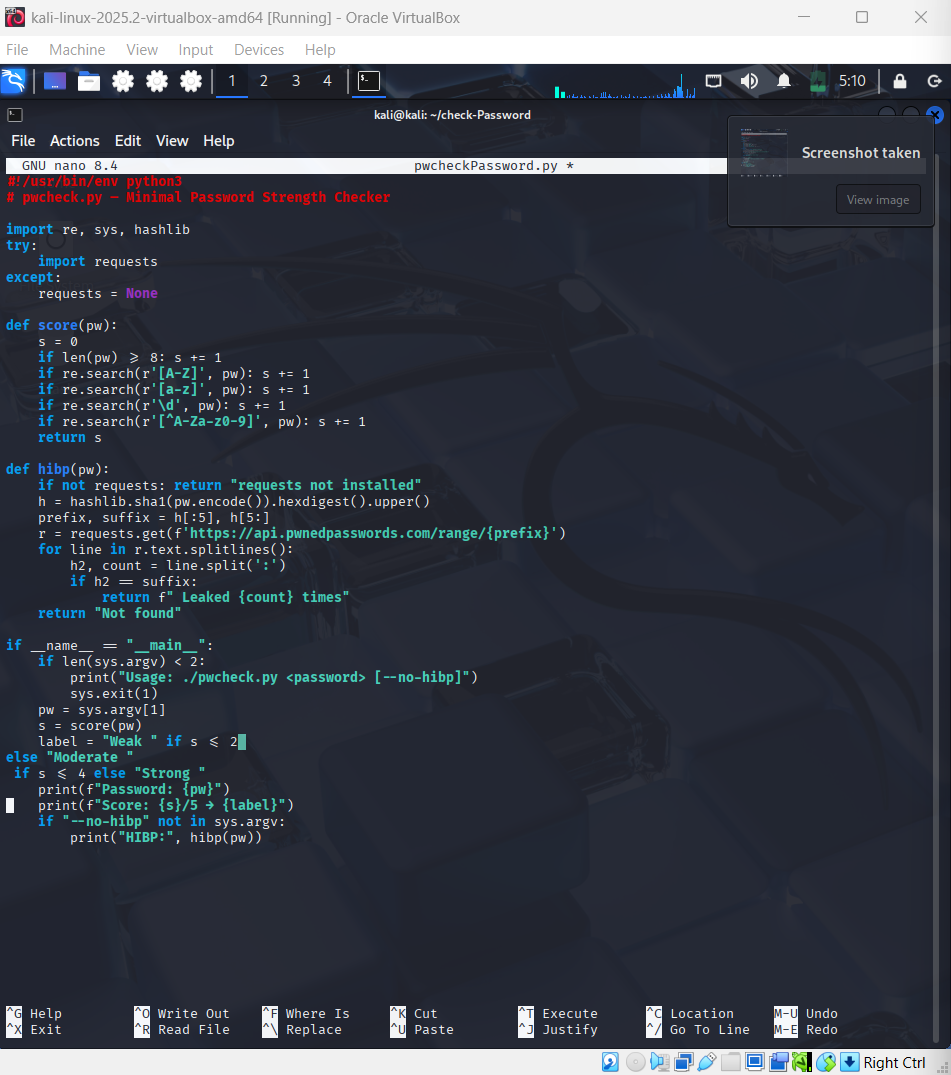 kali-linux-2025.2-virtualbox-amd64 [Running] - Oracle VirtualBox
File Machine View Input Devices Help
1 2 3 4 5:10
kali@kali: ~/check-Password
File Actions Edit View Help
Screenshot taken
View image
GNU nano 8.4 pwcheckPassword.py *
#!/usr/bin/env python3
# pwcheck.py — Minimal Password Strength Checker
import re, sys, hashlib
try:
    import requests
except:
    requests = None
def score(pw):
    s = 0
    if len(pw) >= 8: s += 1
    if re.search(r'[A-Z]', pw): s += 1
    if re.search(r'[a-z]', pw): s += 1
    if re.search(r'\d', pw): s += 1
    if re.search(r'[^A-Za-z0-9]', pw): s += 1
    return s
def hibp(pw):
    if not requests: return "requests not installed"
    h = hashlib.sha1(pw.encode()).hexdigest().upper()
    prefix, suffix = h[:5], h[5:]
    r = requests.get(f'https://api.pwnedpasswords.com/range/{prefix}')
    for line in r.text.splitlines():
        h2, count = line.split(':')
        if h2 == suffix:
            return f" Leaked {count} times"
    return "Not found"
if __name__ == "__main__":
    if len(sys.argv) < 2:
        print("Usage: ./pwcheck.py <password> [--no-hibp]")
        sys.exit(1)
    pw = sys.argv[1]
    s = score(pw)
    label = "Weak " if s <= 2
else "Moderate "
 if s <= 4 else "Strong "
    print(f"Password: {pw}")
    print(f"Score: {s}/5 → {label}")
    if "--no-hibp" not in sys.argv:
        print("HIBP:", hibp(pw))
^G Help ^O Write Out ^F Where Is ^K Cut ^T Execute ^C Location M-U Undo
^X Exit ^R Read File ^\ Replace ^U Paste ^J Justify ^/ Go To Line M-E Redo
Right Ctrl